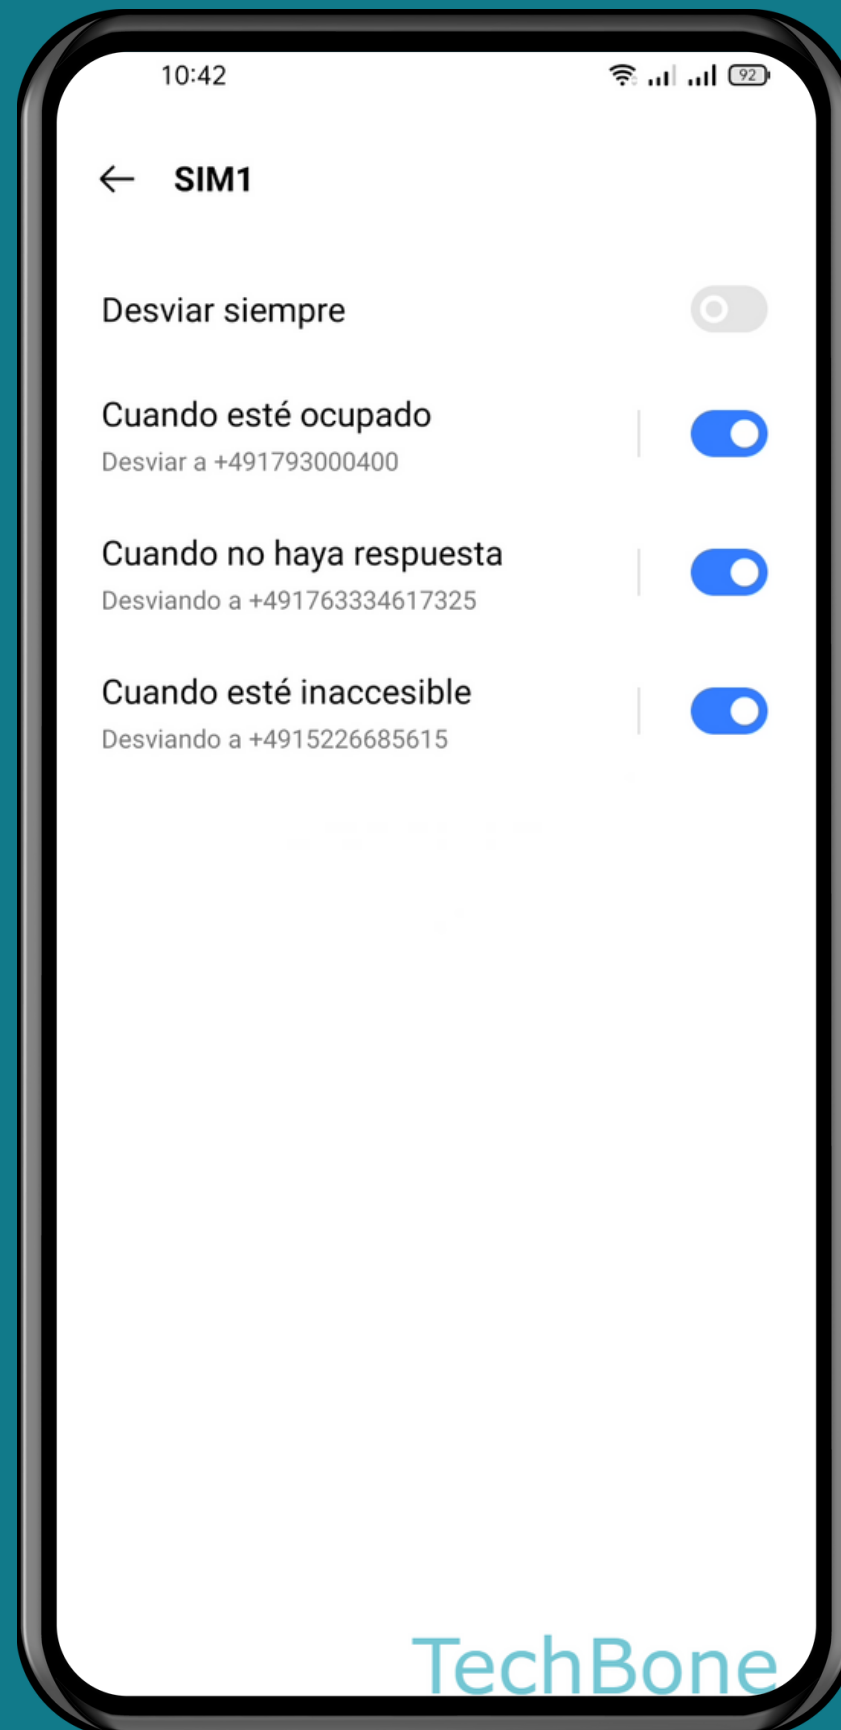 10:42
92
SIM1
Desviar siempre
Cuando esté ocupado
Desviar a +491793000400
Cuando no haya respuesta
Desviando a +491763334617325
Cuando esté inaccesible
Desviando a +4915226685615
TechBone